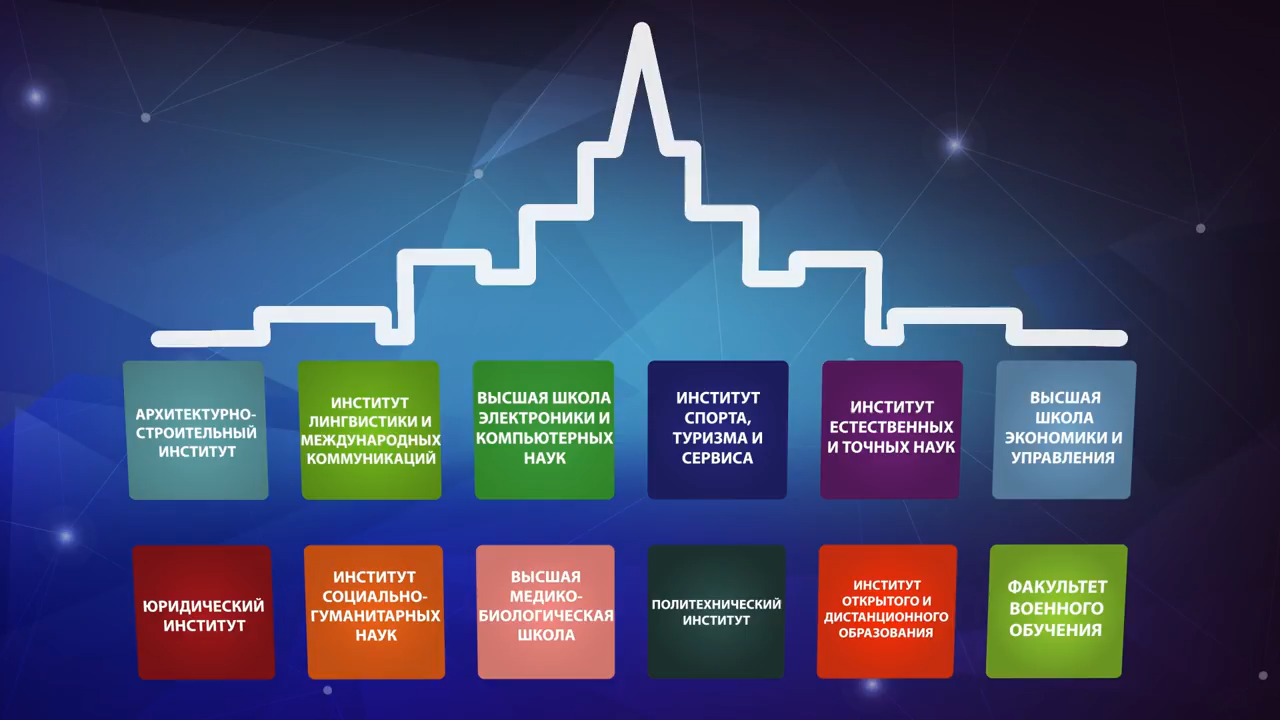 АРХИТЕКТУРНО-
СТРОИТЕЛЬНЫЙ
ИНСТИТУТ
ИНСТИТУТ
ЛИНГВИСТИКИ И
МЕЖДУНАРОДНЫХ
КОММУНИКАЦИЙ
ВЫСШАЯ ШКОЛА
ЭЛЕКТРОНИКИ И
КОМПЬЮТЕРНЫХ
НАУК
ИНСТИТУТ
СПОРТА,
ТУРИЗМА И
СЕРВИСА
ИНСТИТУТ
ЕСТЕСТВЕННЫХ
И ТОЧНЫХ НАУК
ВЫСШАЯ
ШКОЛА
ЭКОНОМИКИ И
УПРАВЛЕНИЯ
ЮРИДИЧЕСКИЙ
ИНСТИТУТ
ИНСТИТУТ
СОЦИАЛЬНО-
ГУМАНИТАРНЫХ
НАУК
ВЫСШАЯ
МЕДИКО-
БИОЛОГИЧЕСКАЯ
ШКОЛА
ПОЛИТЕХНИЧЕСКИЙ
ИНСТИТУТ
ИНСТИТУТ
ОТКРЫТОГО И
ДИСТАНЦИОННОГО
ОБРАЗОВАНИЯ
ФАКУЛЬТЕТ
ВОЕННОГО
ОБУЧЕНИЯ